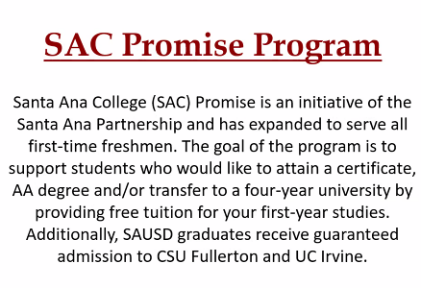 SAC Promise Program
Santa Ana College (SAC) Promise is an initiative of the
Santa Ana Partnership and has expanded to serve all
first-time freshmen. The goal of the program is to
support students who would like to attain a certificate,
AA degree and/or transfer to a four-year university by
providing free tuition for your first-year studies.
Additionally, SAUSD graduates receive guaranteed
admission to CSU Fullerton and UC Irvine.